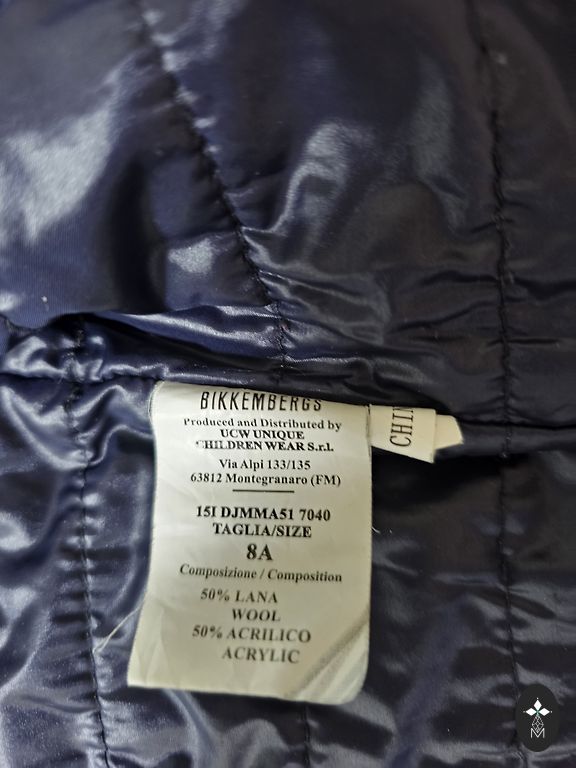 BIKKEMBERGS
Produced and Distributed by
UCW UNIQUE
CHILDREN WEAR S.r.l.
Via Alpi 133/135
63812 Montegranaro (FM)
15I DJMMA51 7040
TAGLIA/SIZE
8A
Composizione / Composition
50% LANA
WOOL
50% ACRILICO
ACRYLIC